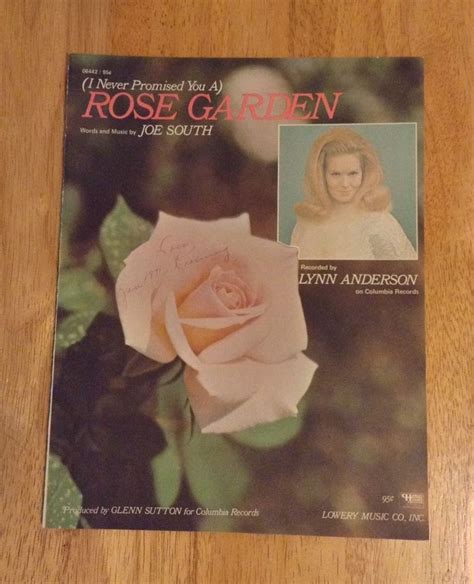 06442 : 95¢
(I Never Promised You A)
ROSE GARDEN
Words and Music by JOE SOUTH
Recorded by
LYNN ANDERSON
on Columbia Records
95¢
Produced by GLENN SUTTON for Columbia Records
LOWERY MUSIC CO, INC.